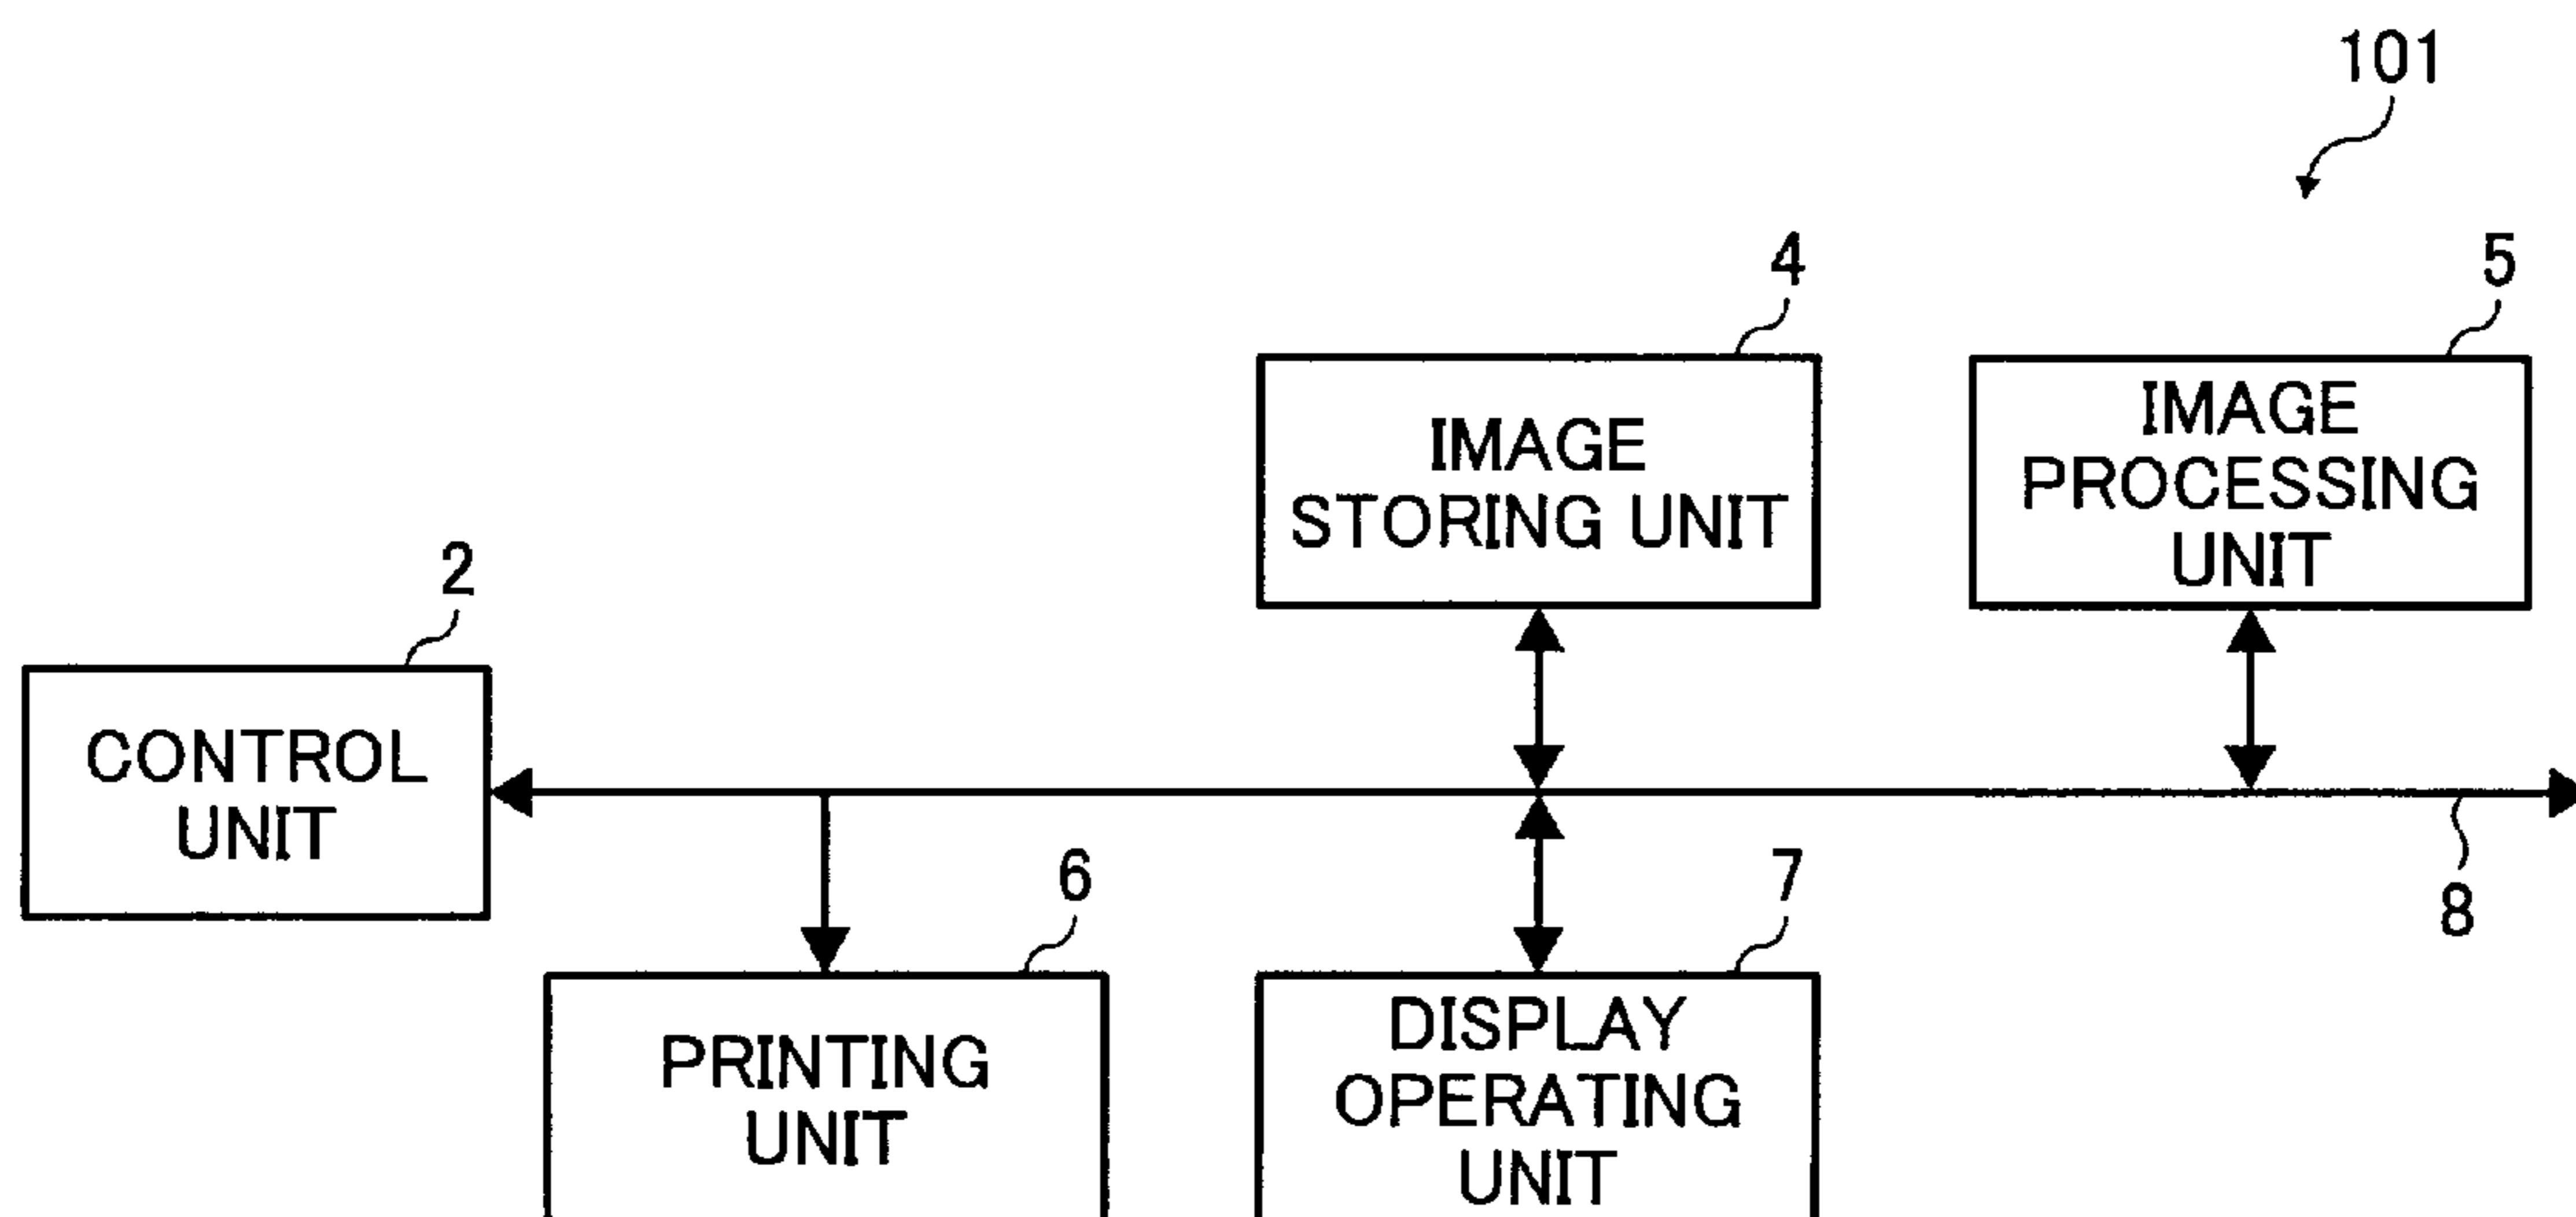 101
4
IMAGE
STORING UNIT
5
IMAGE
PROCESSING
UNIT
2
CONTROL
UNIT
8
6
PRINTING
UNIT
7
DISPLAY
OPERATING
UNIT